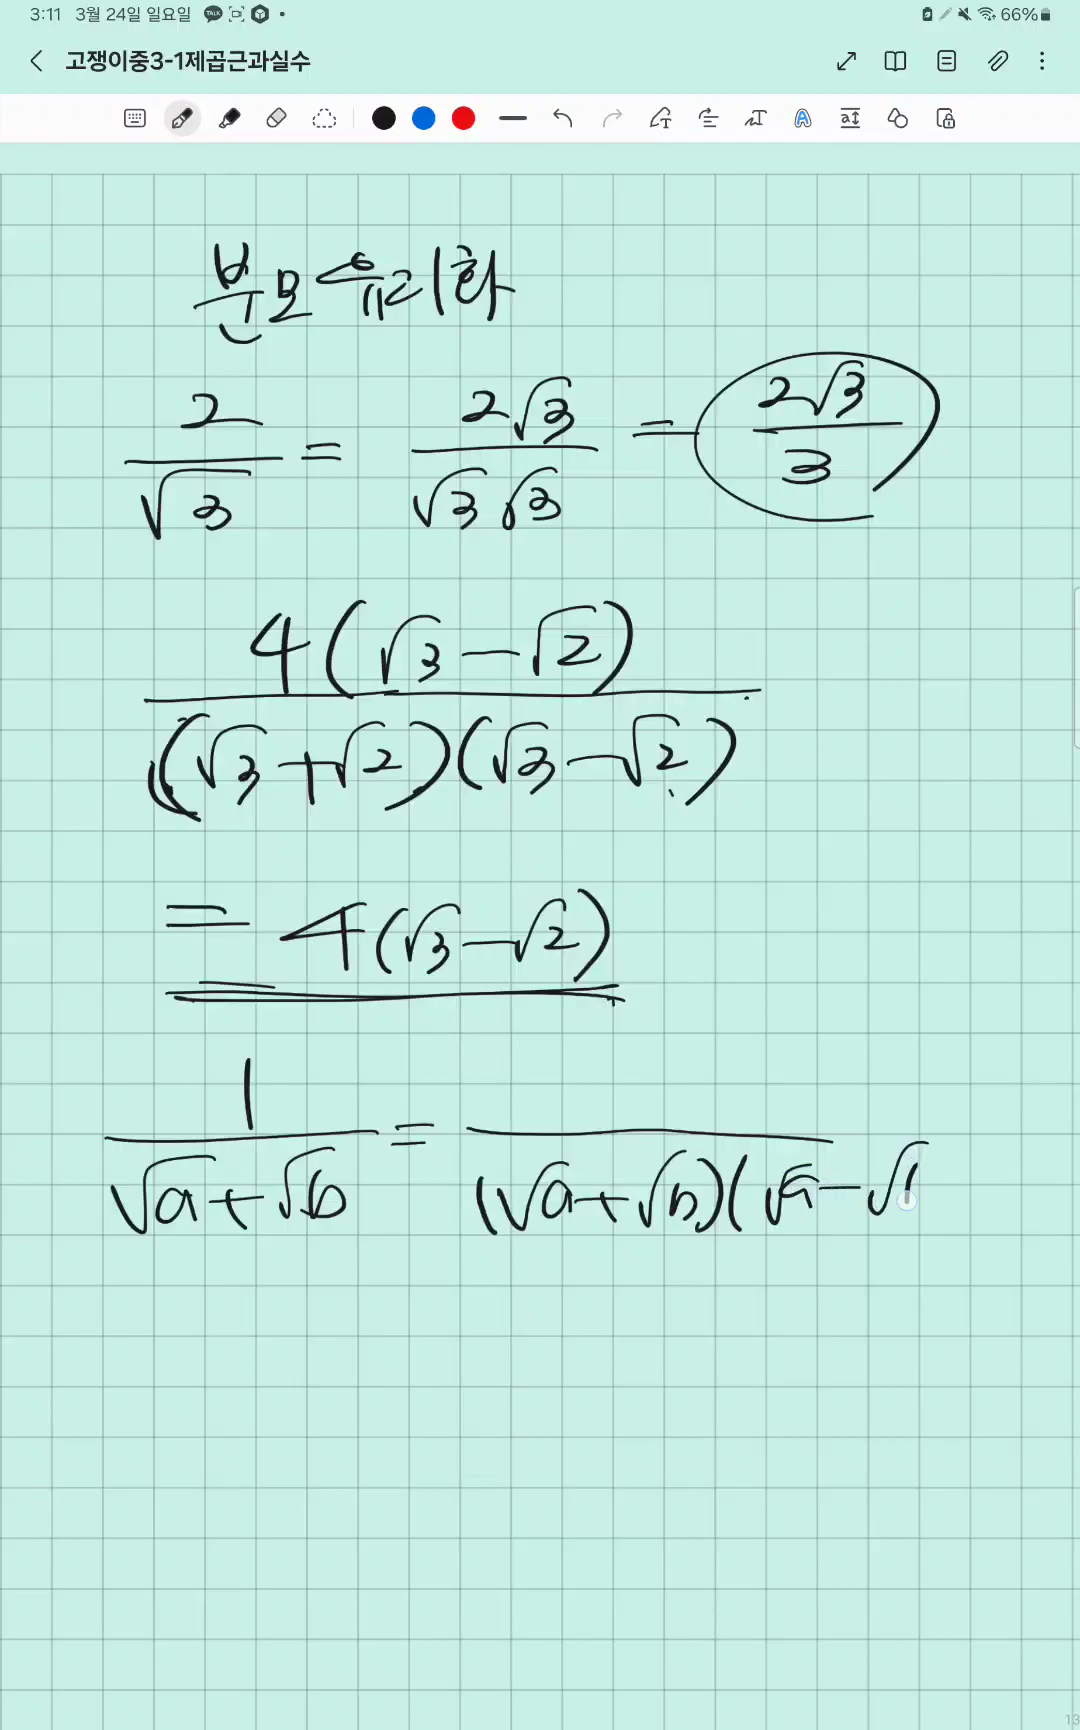 3:11 3월 24일 일요일 TALK 66%
고쟁이중3-1제곱근과실수
분모유리화
2/√3 = 2√3/√3√3 = 2√3/3
4(√3-√2)/((√3+√2)(√3-√2)
= 4(√3-√2)
1/√a+√b = /(√a+√b)(√a-√
13